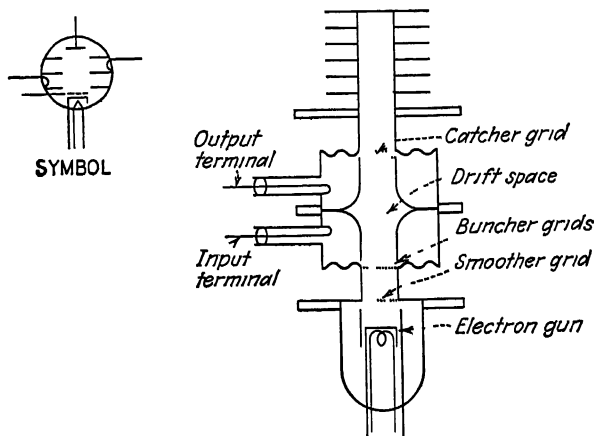 SYMBOL
Output
terminal
Input
terminal
Catcher grid
Drift space
Buncher grids
Smoother grid
Electron gun